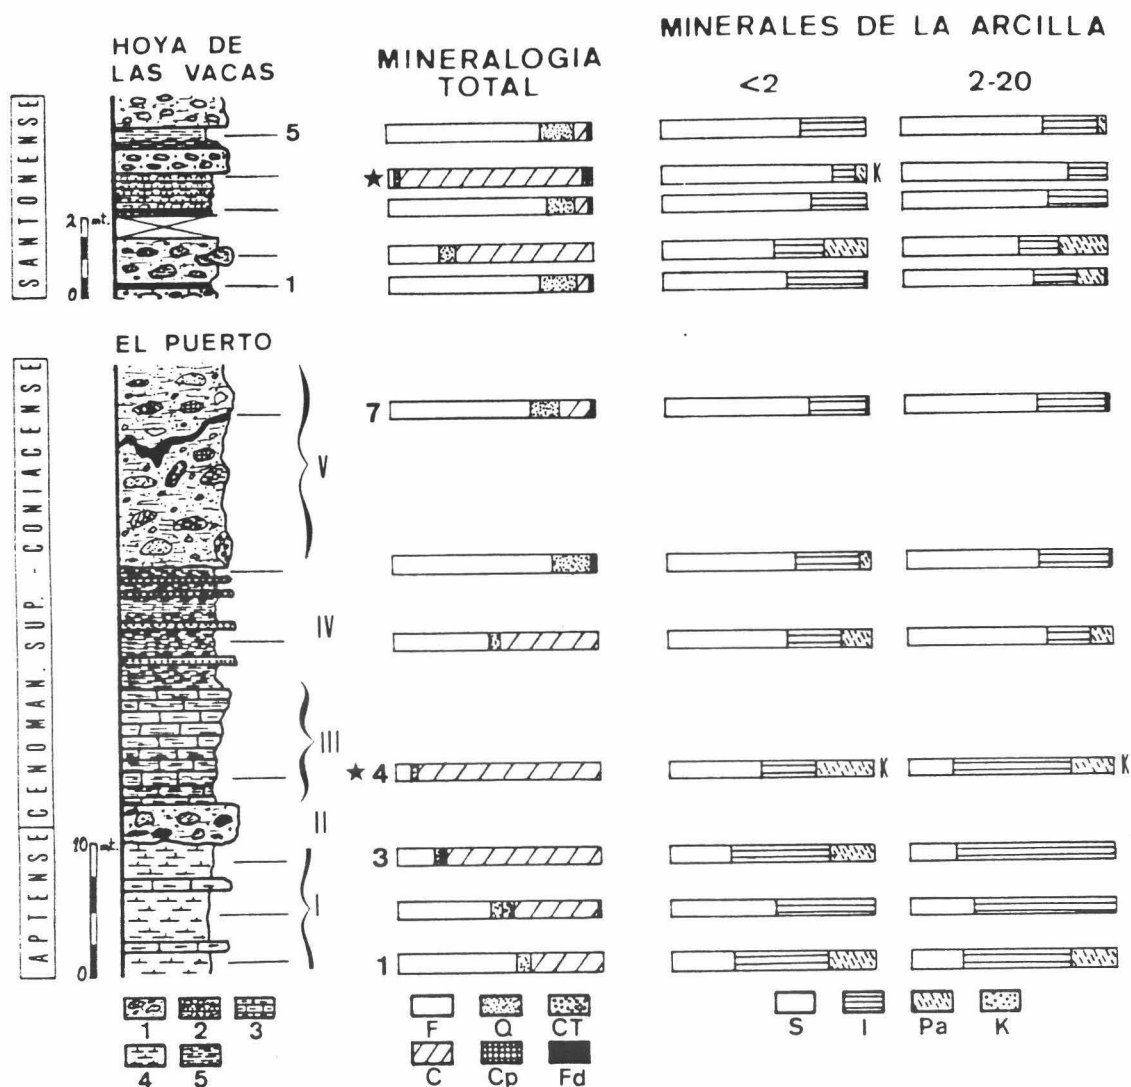 MINERALES DE LA ARCILLA
HOYA DE
LAS VACAS
MINERALOGIA
TOTAL
<2
2-20
SANTONENSE
5
★
K
2 mt.
0
1
EL PUERTO
CENOMAN. SUP. - CONIACENSE
7
V
IV
III
★ 4
K
K
II
APTENSE
10 mt.
3
I
0
1
1
2
3
4
5
F
Q
CT
C
Cp
Fd
S
I
Pa
K